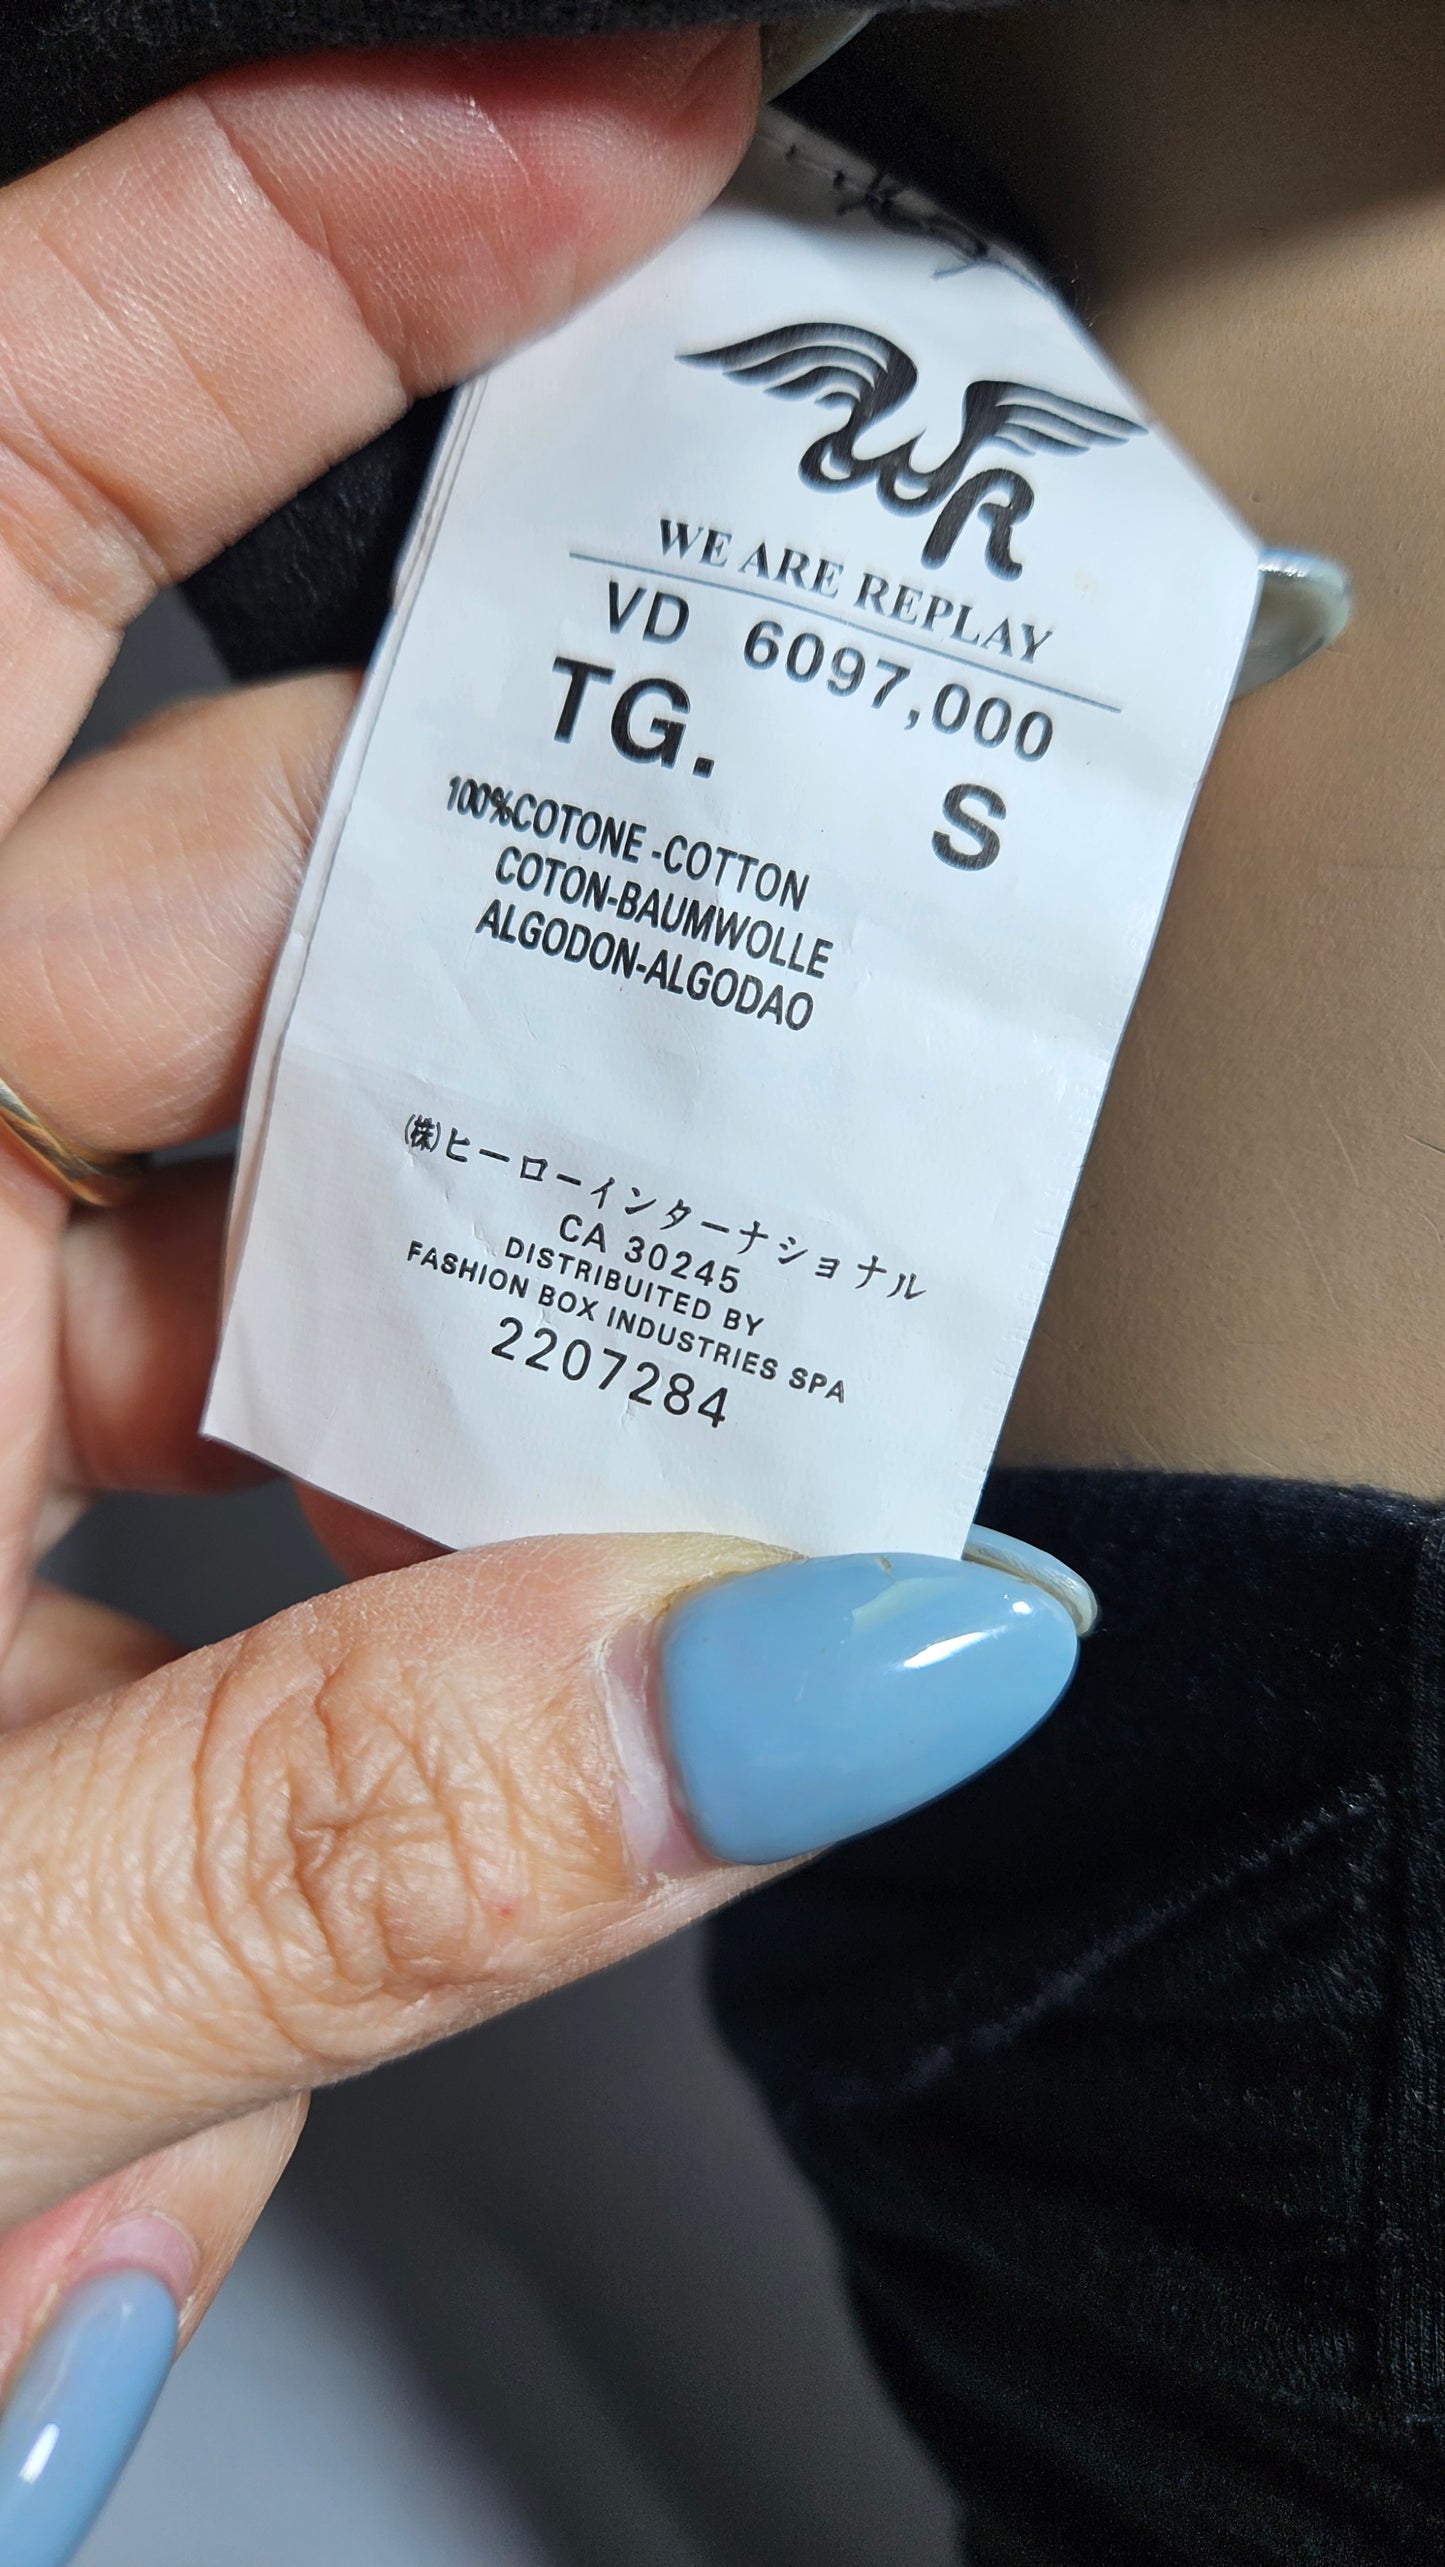 WR
WE ARE REPLAY
VD 6097,000
TG. S
100%COTONE -COTTON
COTON-BAUMWOLLE
ALGODON-ALGODAO
(株)ヒーローインターナショナル
CA 30245
DISTRIBUITED BY
FASHION BOX INDUSTRIES SPA
2207284